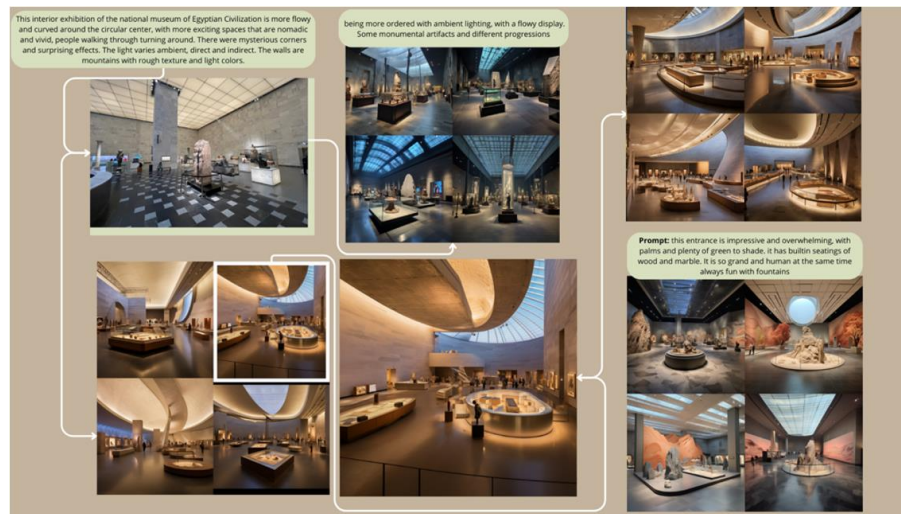 This interior exhibition of the national museum of Egyptian Civilization is more flowy
and curved around the circular center, with more exciting spaces that are nomadic
and vivid, people walking through turning around. There were mysterious corners
and surprising effects. The light varies ambient, direct and indirect. The walls are
mountains with rough texture and light colors.
being more ordered with ambient lighting, with a flowy display.
Some monumental artifacts and different progressions
Prompt: this entrance is impressive and overwhelming, with
palms and plenty of green to shade. it has builtin seatings of
wood and marble. it is so grand and human at the same time
always fun with fountains